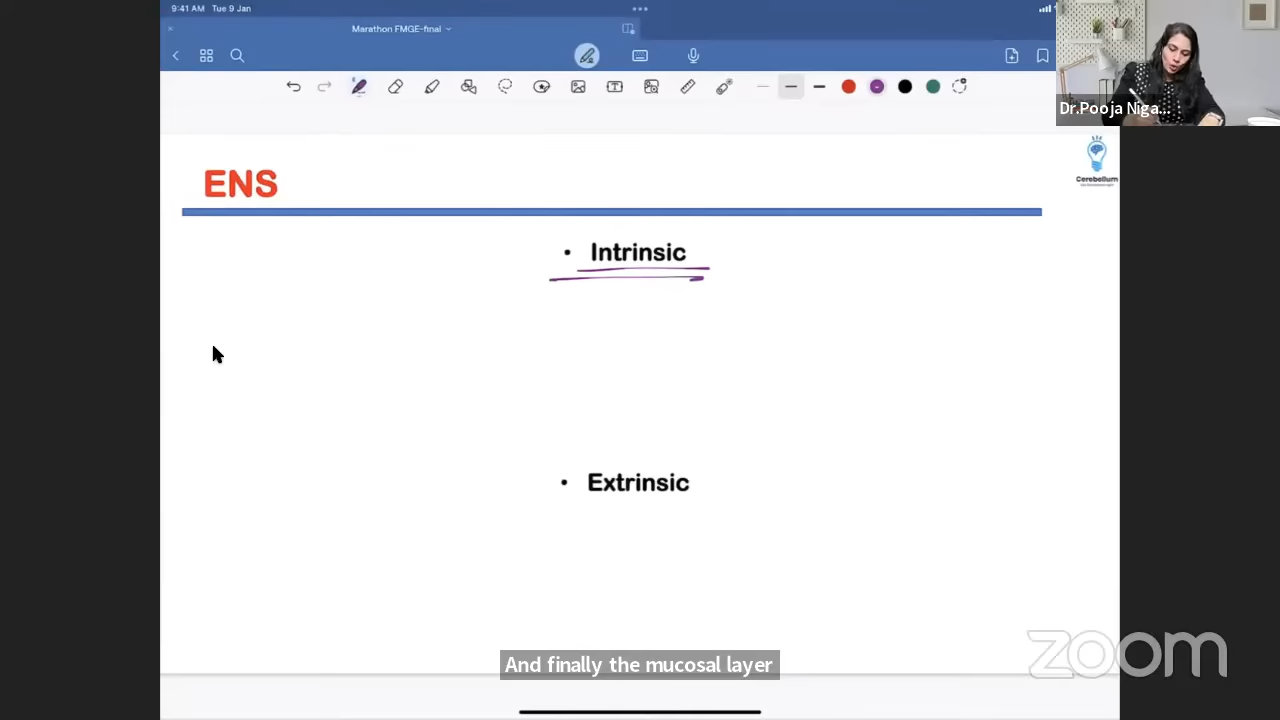 9:41 AM Tue 9 Jan
Marathon FMGE-final
Dr.Pooja Niga...
Cerebellum
ENS
• Intrinsic
• Extrinsic
And finally the mucosal layer
zoom